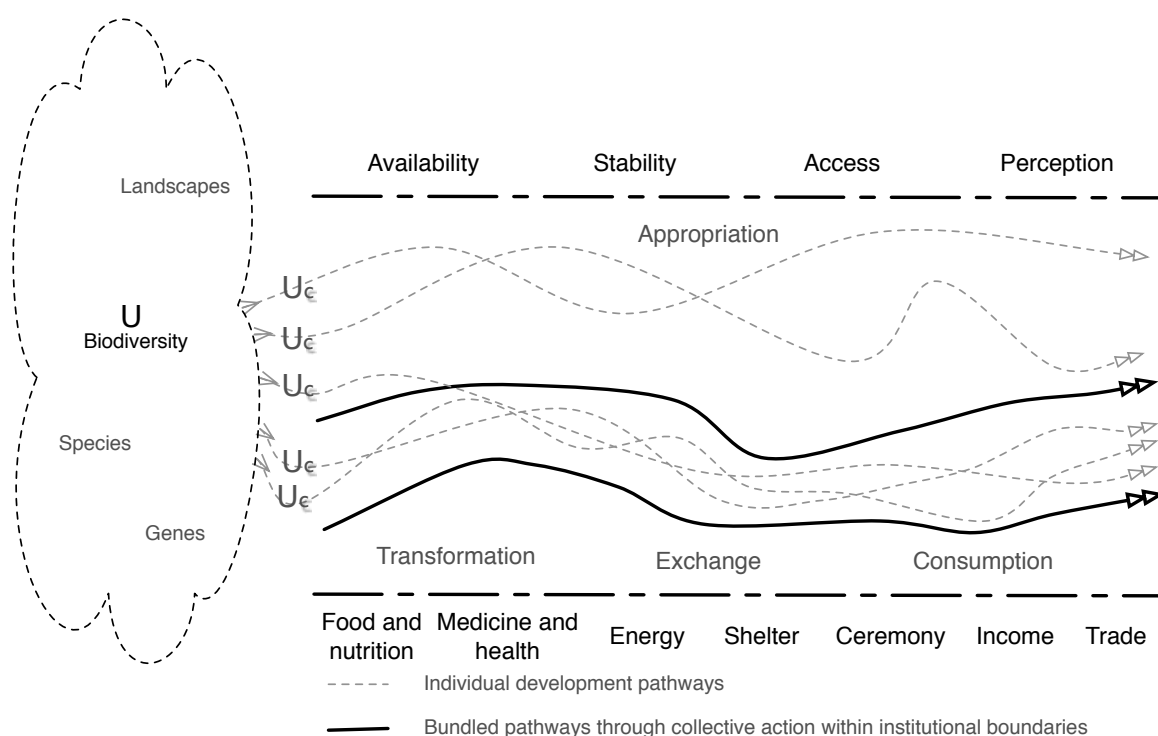 Availability Stability Access Perception
Landscapes
Appropriation
Uc
U
Biodiversity
Uc
Uc
Species
Uc
Uc
Genes
Transformation Exchange Consumption
Food and nutrition
Medicine and health
Energy Shelter Ceremony Income Trade
Individual development pathways
Bundled pathways through collective action within institutional boundaries